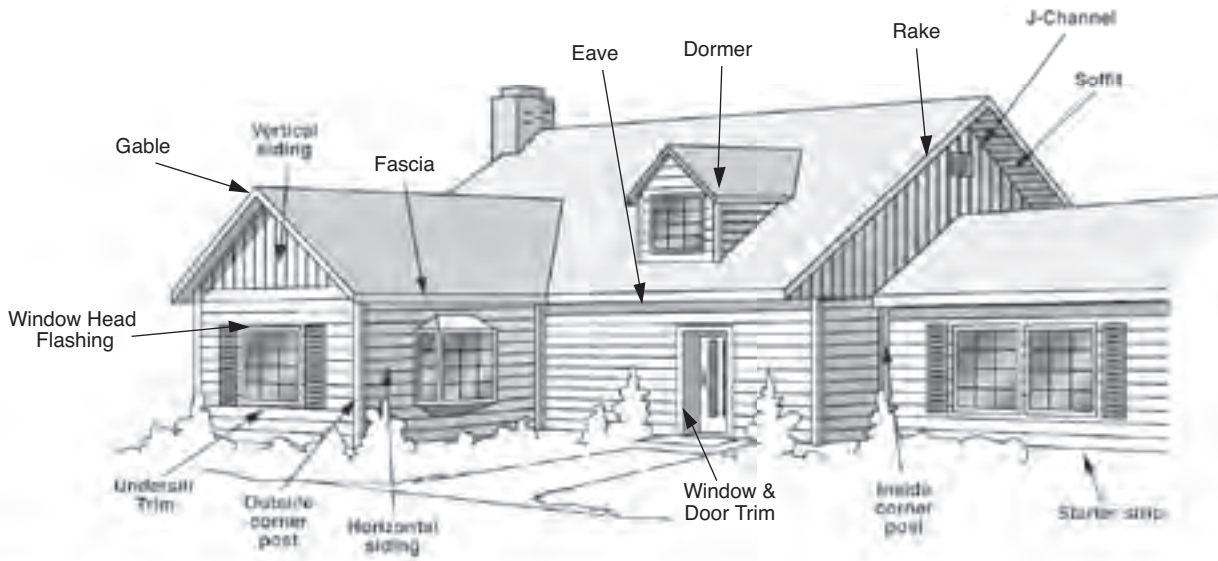 J-Channel
Rake
Dormer
Eave
Soffit
Vertical
siding
Gable
Fascia
Window Head
Flashing
Undersill
Trim
Outside
corner
post
Horizontal
siding
Window &
Door Trim
Inside
corner
post
Starter strip